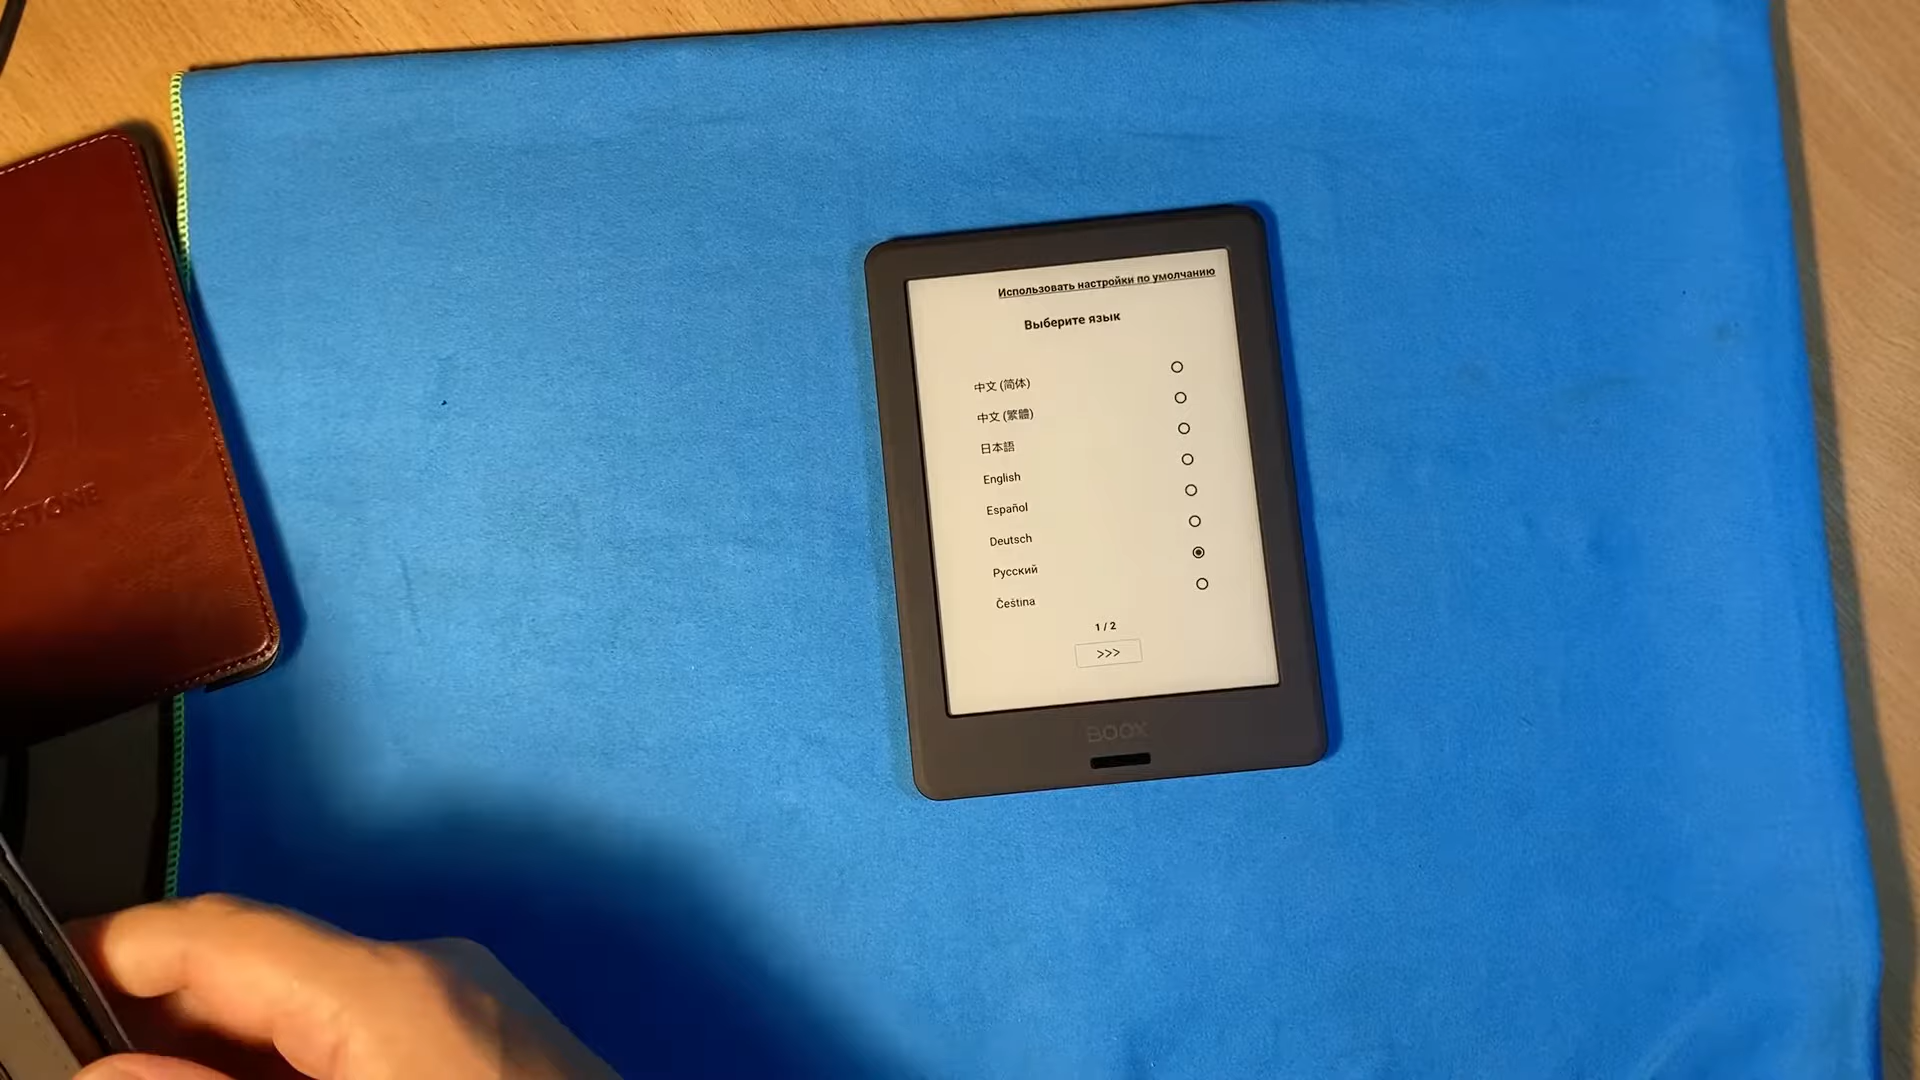 Использовать настройки по умолчанию
Выберите язык
中文 (简体)
中文 (繁體)
日本語
English
Español
Deutsch
Русский
Čeština
1 / 2
>>>
BOOX